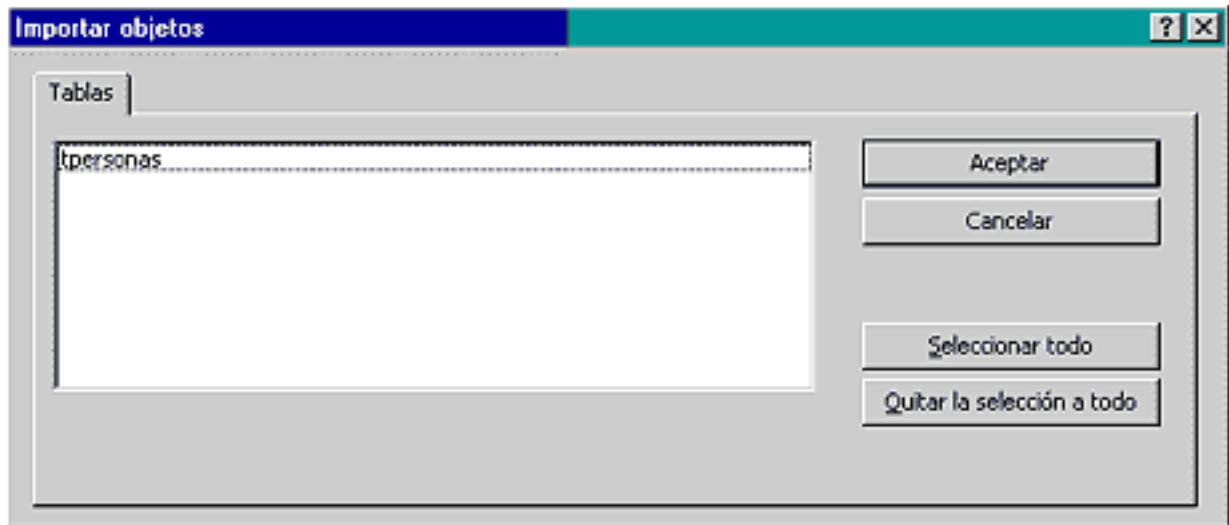 Importar objetos
Tablas
tpersonas
Aceptar
Cancelar
Seleccionar todo
Quitar la selección a todo